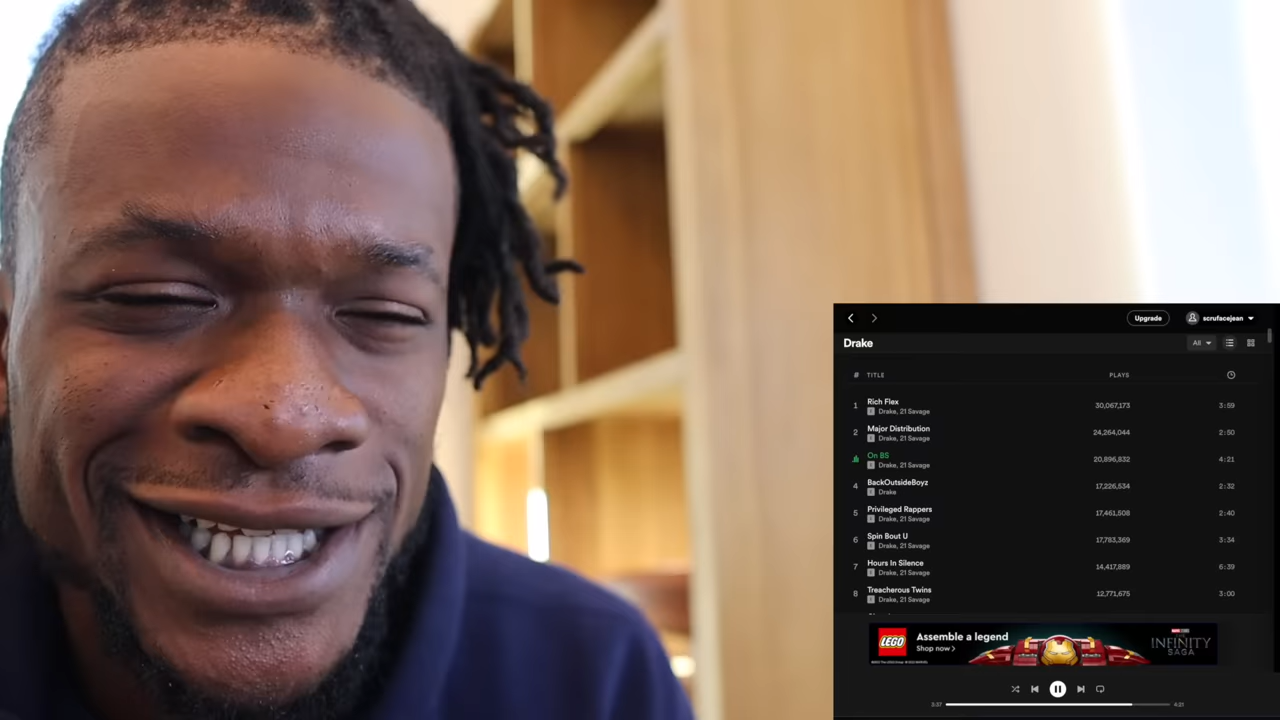 Upgrade
scrufacejean
Drake
All
# TITLE PLAYS
1 Rich Flex 30,067,173 3:59
E Drake, 21 Savage
2 Major Distribution 24,264,044 2:50
E Drake, 21 Savage
On BS 20,896,832 4:21
E Drake, 21 Savage
4 BackOutsideBoyz 17,226,534 2:32
E Drake
5 Privileged Rappers 17,461,508 2:40
E Drake, 21 Savage
6 Spin Bout U 17,783,369 3:34
E Drake, 21 Savage
7 Hours In Silence 14,417,889 6:39
E Drake, 21 Savage
8 Treacherous Twins 12,771,675 3:00
E Drake, 21 Savage
LEGO
Assemble a legend
Shop now >
THE
INFINITY
SAGA
3:37 4:21